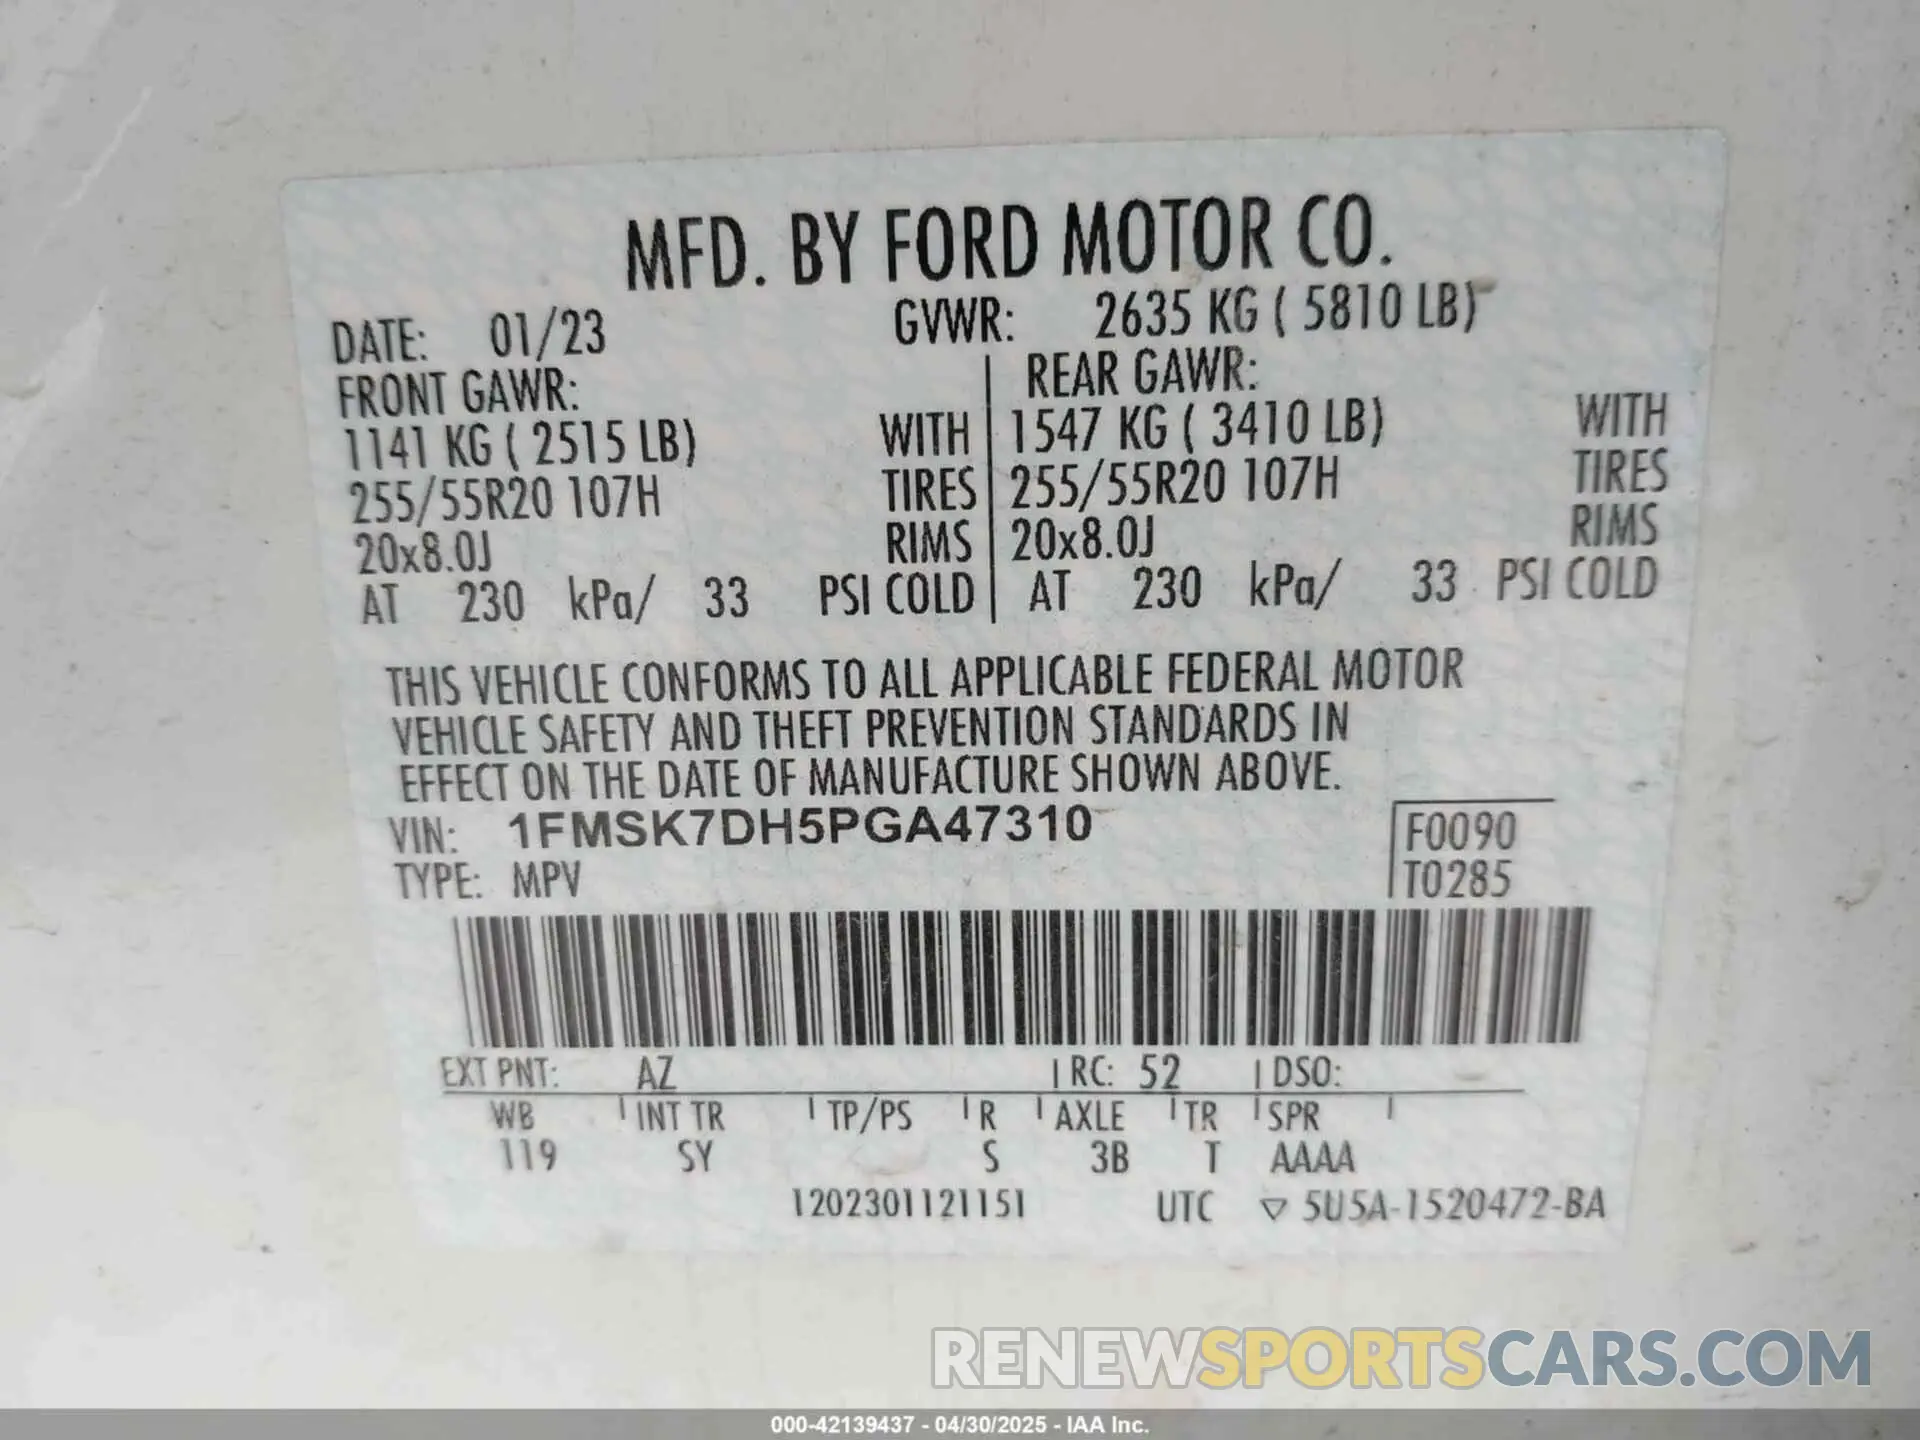 MFD. BY FORD MOTOR CO.
DATE: 01/23 GVWR: 2635 KG ( 5810 LB)
FRONT GAWR: REAR GAWR:
1141 KG ( 2515 LB) WITH 1547 KG ( 3410 LB) WITH
255/55R20 107H TIRES 255/55R20 107H TIRES
20x8.0J RIMS 20x8.0J RIMS
AT 230 kPa/ 33 PSI COLD AT 230 kPa/ 33 PSI COLD
THIS VEHICLE CONFORMS TO ALL APPLICABLE FEDERAL MOTOR
VEHICLE SAFETY AND THEFT PREVENTION STANDARDS IN
EFFECT ON THE DATE OF MANUFACTURE SHOWN ABOVE.
VIN: 1FMSK7DH5PGA47310 F0090
TYPE: MPV T0285
EXT PNT: AZ RC: 52 DSO:
WB INT TR TP/PS R AXLE TR SPR
119 SY S 3B T AAAA
1202301121151 UTC ▽ 5U5A-1520472-BA
RENEWSPORTSCARS.COM
000-42139437 - 04/30/2025 - IAA Inc.